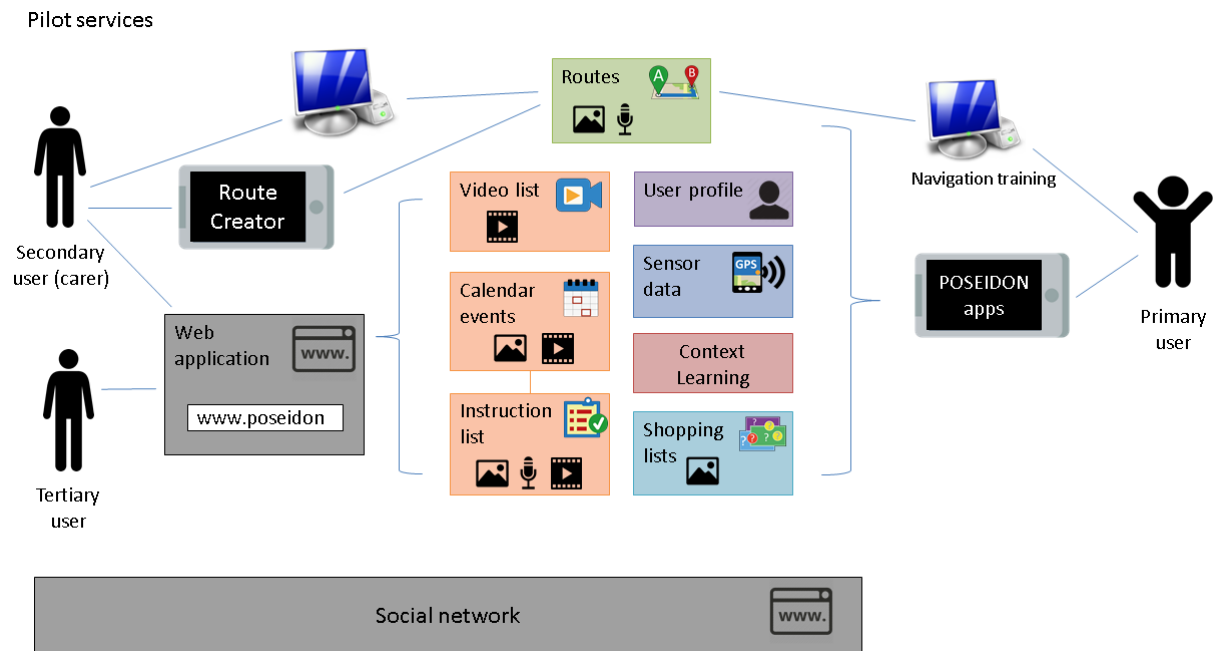 Pilot services
Routes
A
B
Route
Creator
Video list
User profile
Navigation training
Secondary
user (carer)
Sensor
data
GPS
Calendar
events
POSEIDON
apps
Primary
user
Web
application
www.
www.poseidon
Context
Learning
Instruction
list
Shopping
lists
? ? ? ?
Tertiary
user
Social network
www.